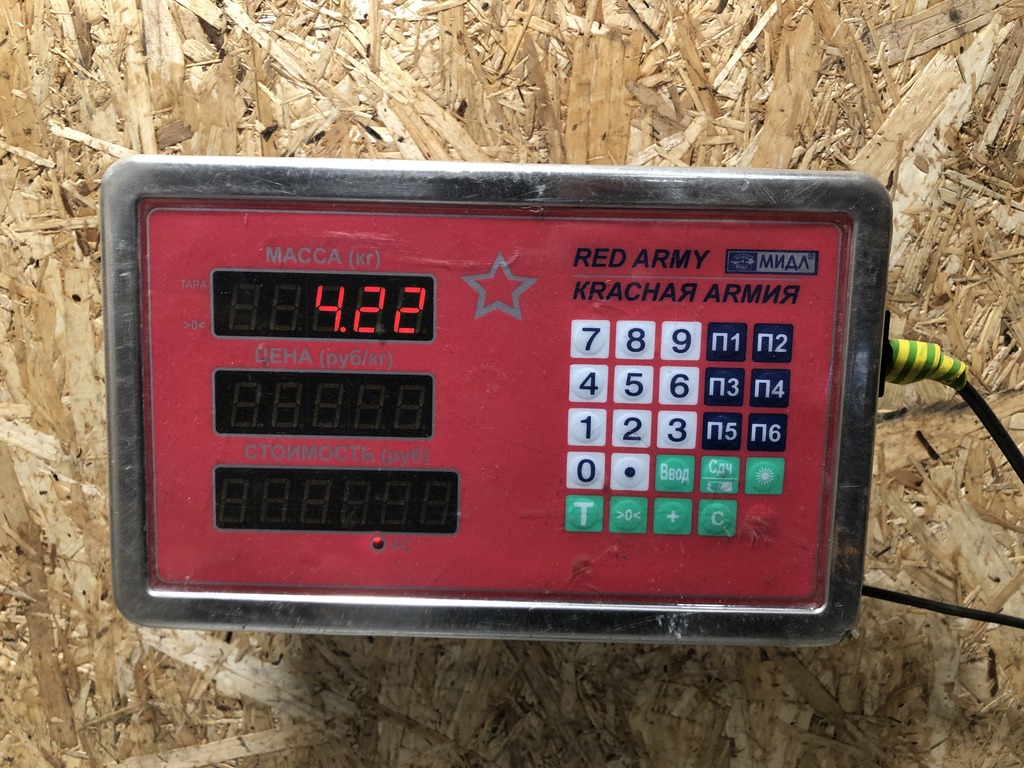 МАССА (кг)
ТАРА
>0<
4.22
ЦЕНА (руб/кг)
СТОИМОСТЬ (руб)
RED ARMY
МИДЛ®
КRАСНАЯ АRМИЯ
7 8 9 П1 П2
4 5 6 П3 П4
1 2 3 П5 П6
0 • Ввод Сдч
T >0< + C